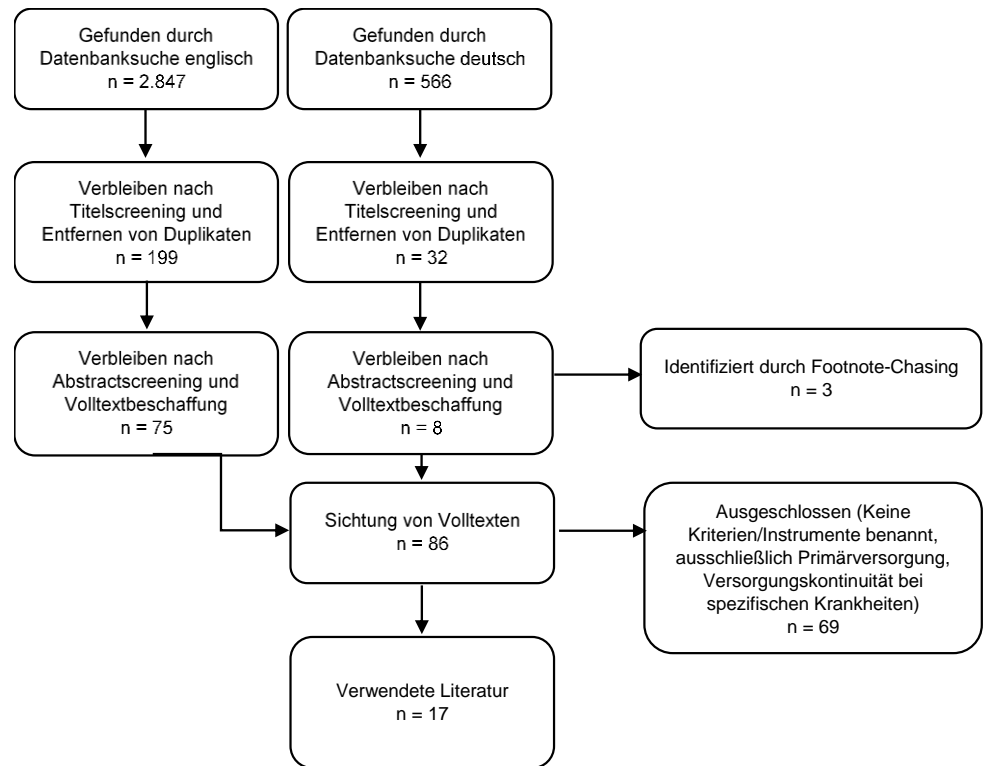 Gefunden durch
Datenbanksuche englisch
n = 2.847
Gefunden durch
Datenbanksuche deutsch
n = 566
Verbleiben nach
Titelscreening und
Entfernen von Duplikaten
n = 199
Verbleiben nach
Titelscreening und
Entfernen von Duplikaten
n = 32
Verbleiben nach
Abstractscreening und
Volltextbeschaffung
n = 75
Verbleiben nach
Abstractscreening und
Volltextbeschaffung
n = 8
Identifiziert durch Footnote-Chasing
n = 3
Sichtung von Volltexten
n = 86
Ausgeschlossen (Keine
Kriterien/Instrumente benannt,
ausschließlich Primärversorgung,
Versorgungskontinuität bei
spezifischen Krankheiten)
n = 69
Verwendete Literatur
n = 17